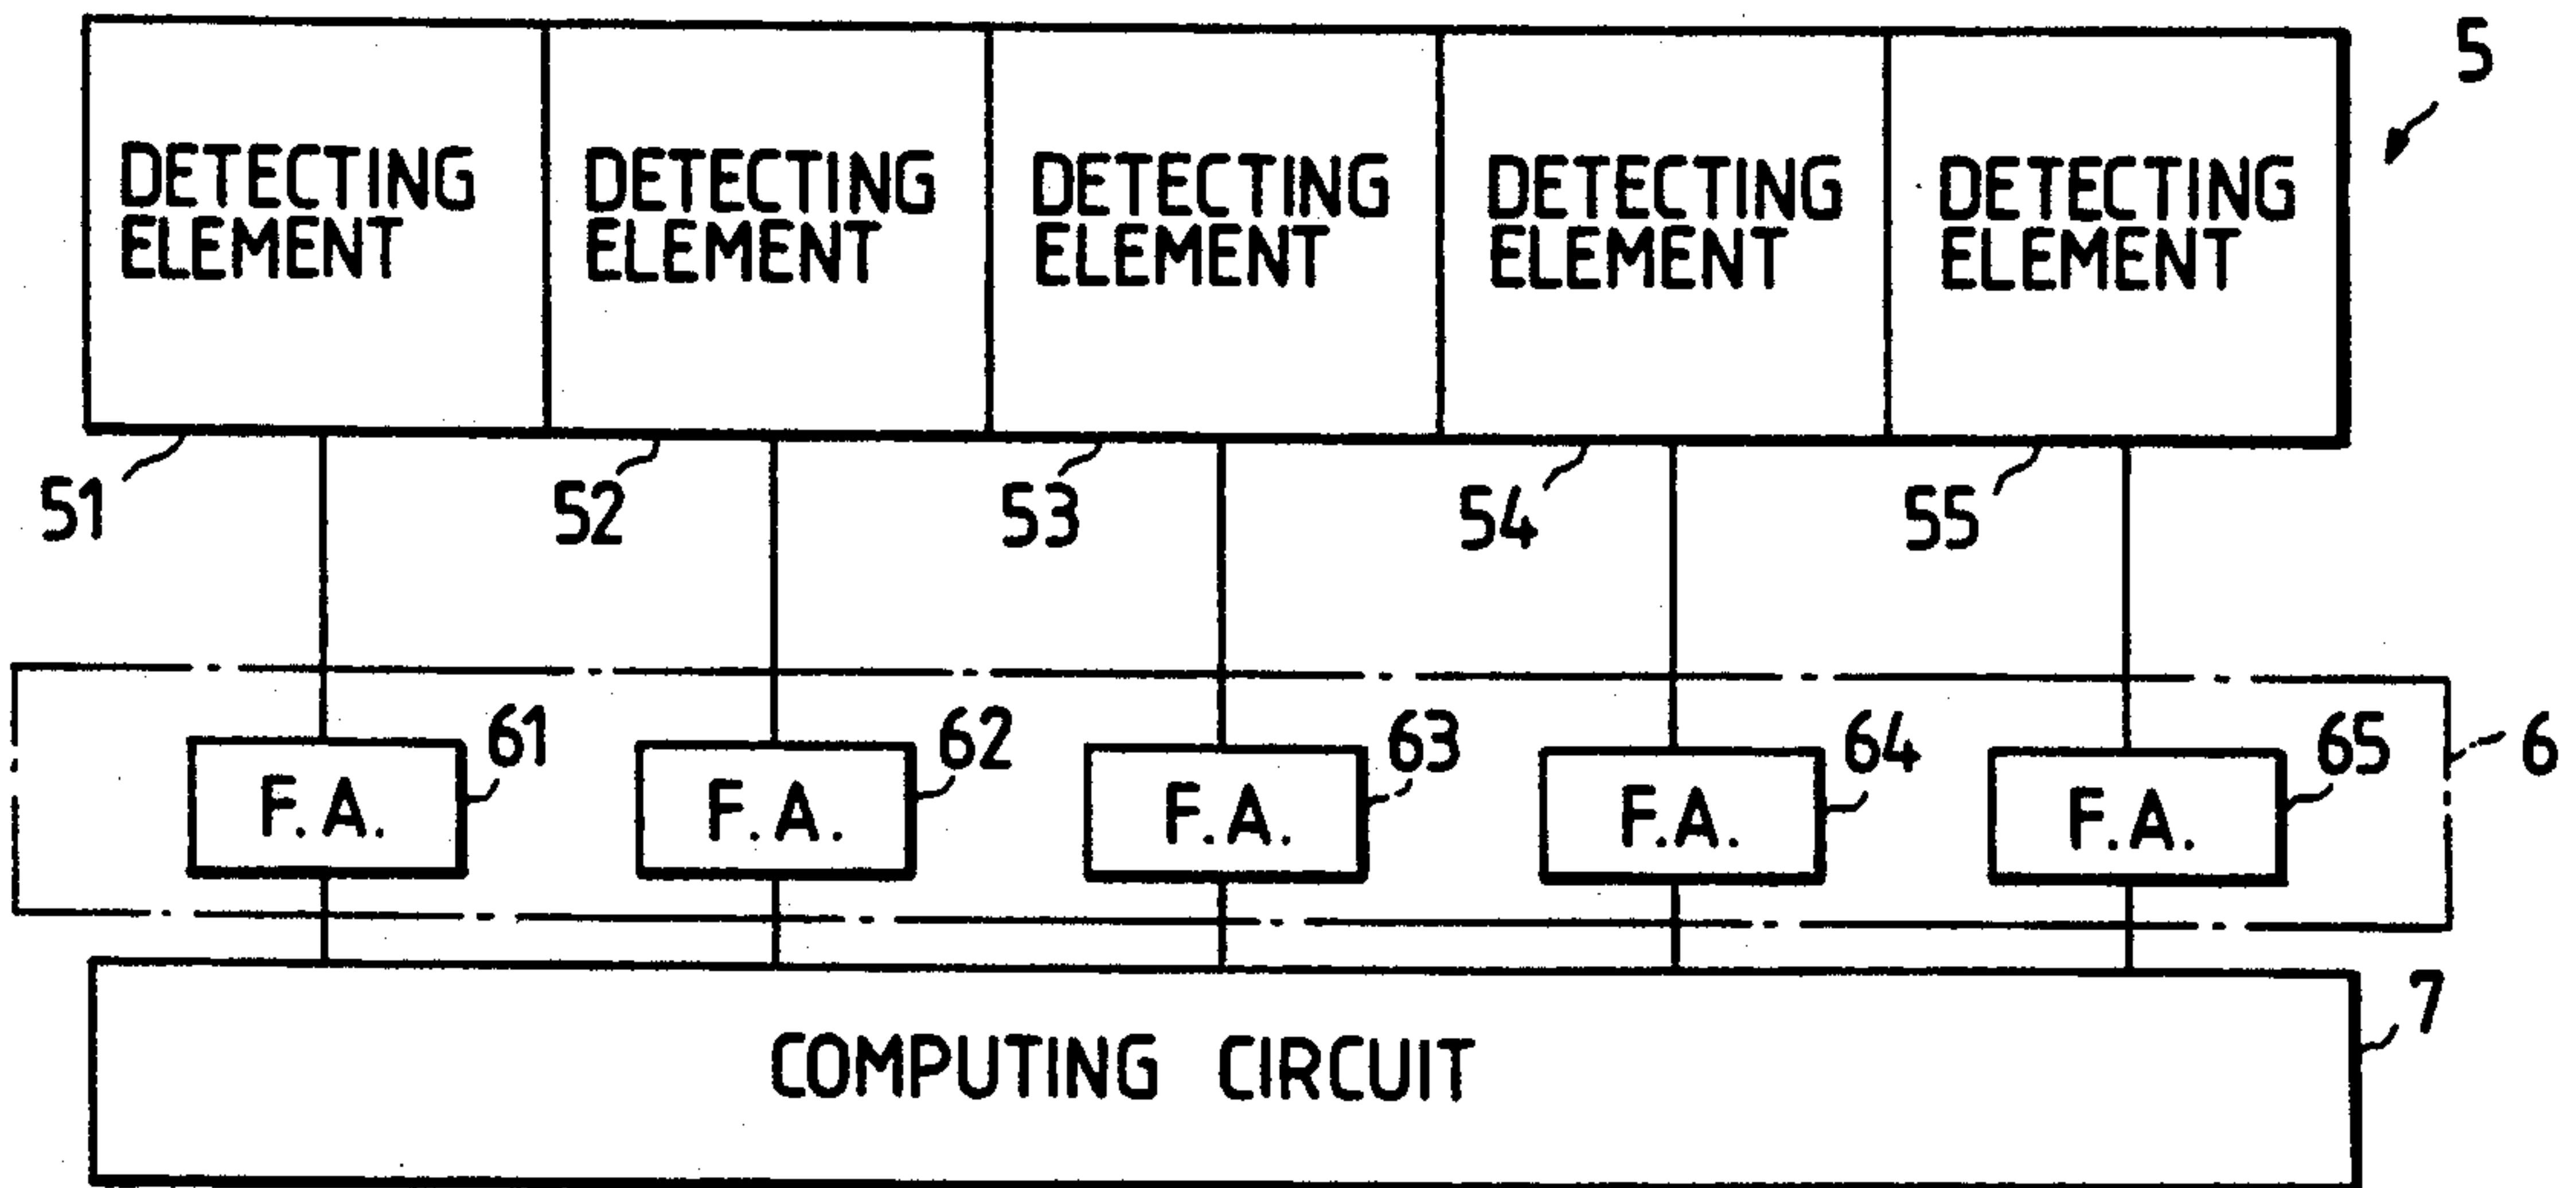 5
DETECTING ELEMENT
DETECTING ELEMENT
DETECTING ELEMENT
DETECTING ELEMENT
DETECTING ELEMENT
51
52
53
54
55
61
62
63
64
65
6
F.A.
F.A.
F.A.
F.A.
F.A.
7
COMPUTING CIRCUIT